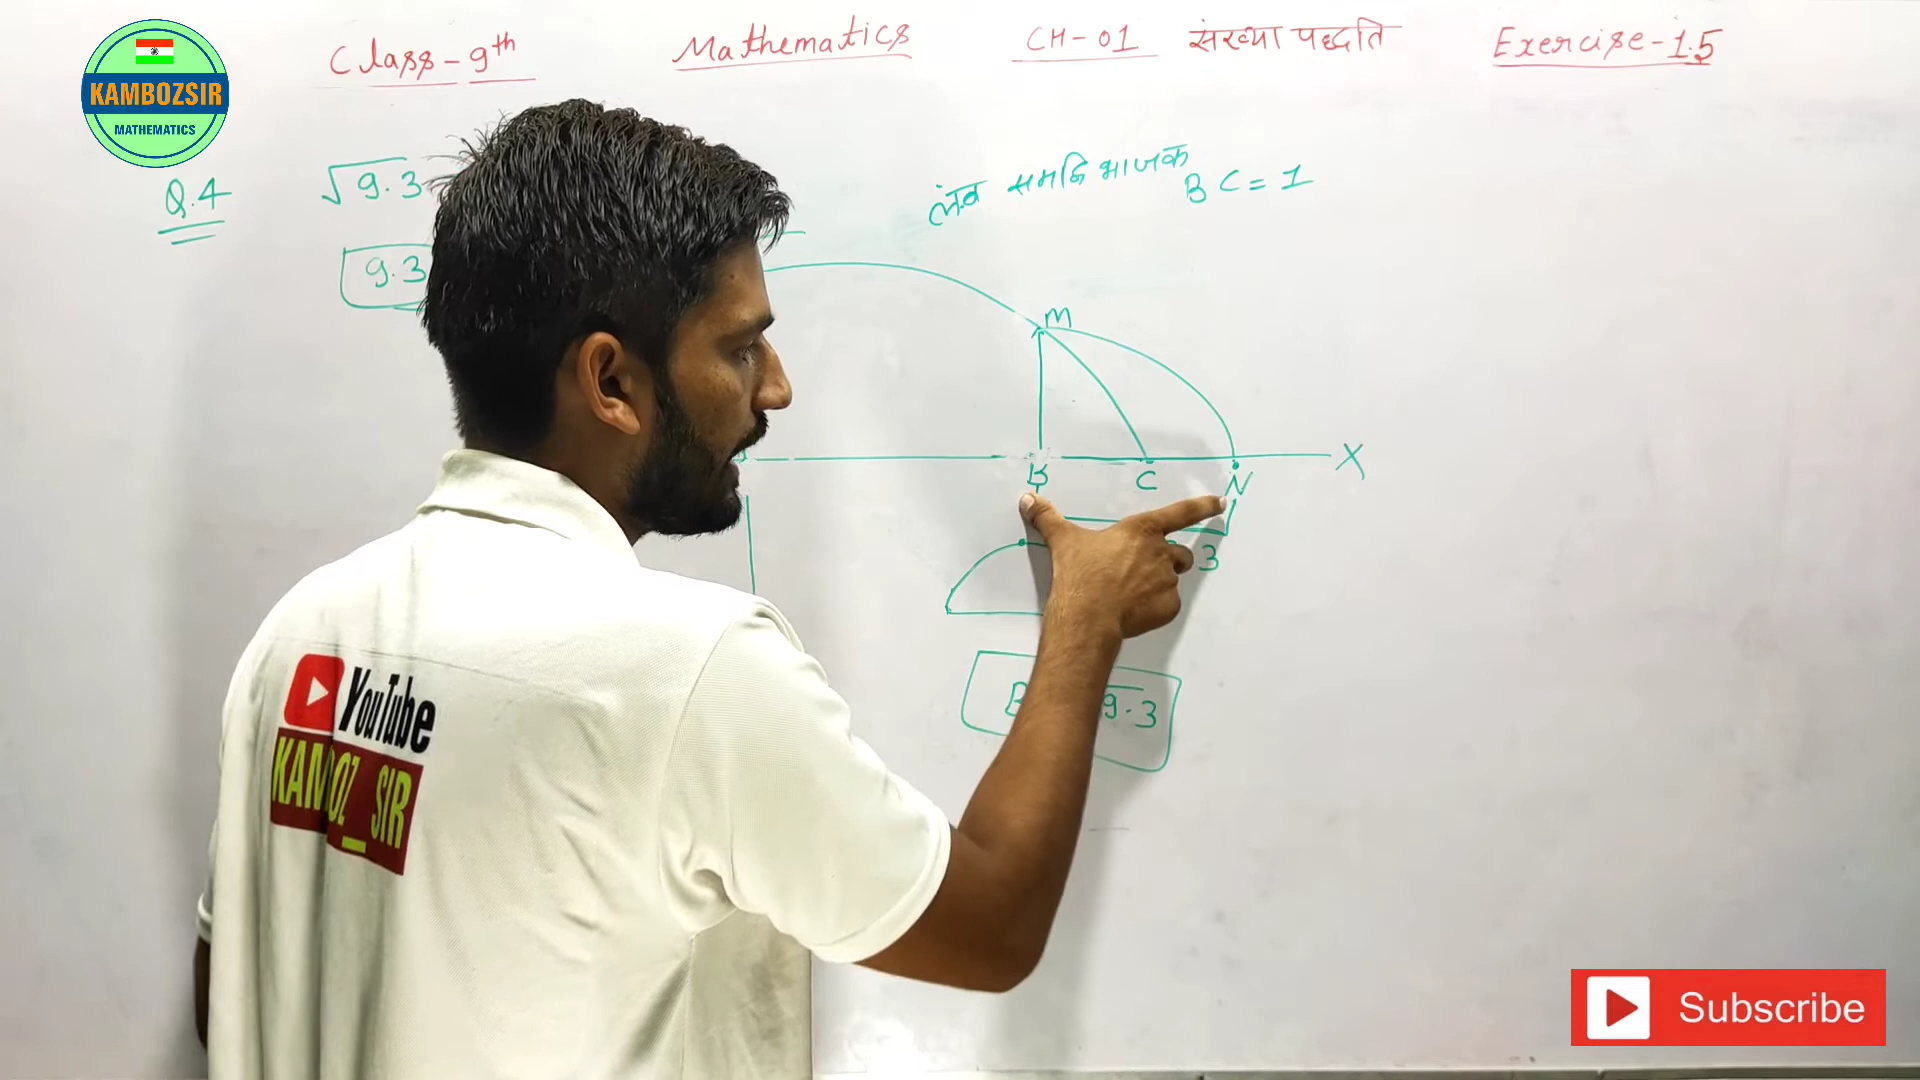 KAMBOZSIR
MATHEMATICS
Class-9th Mathematics CH-01 संख्या पद्धति Exercise-1.5
Q.4 √9.3
लंब समद्विभाजक
BC=1
9.3
M
B C N X
3
B 9.3
YouTube
KAMBOZ_SIR
Subscribe